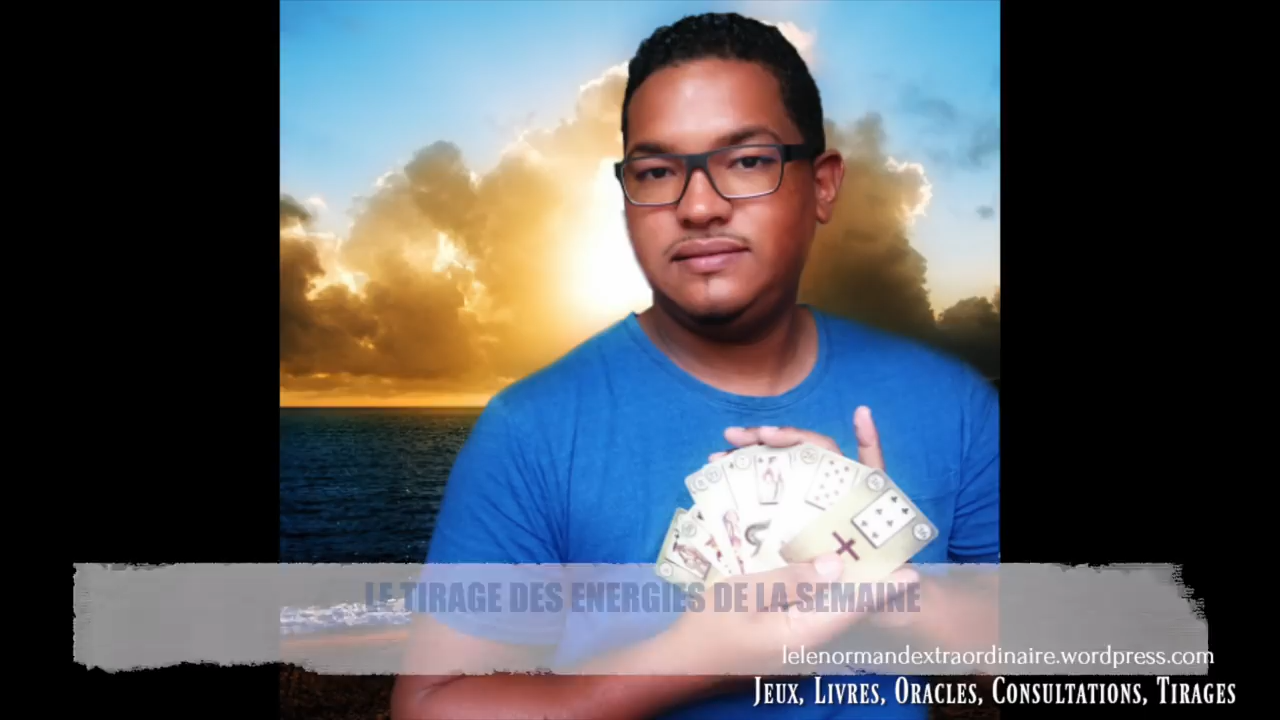 LE TIRAGE DES ENERGIES DE LA SEMAINE
lelenormandextraordinaire.wordpress.com
Jeux, Livres, Oracles, Consultations, Tirages